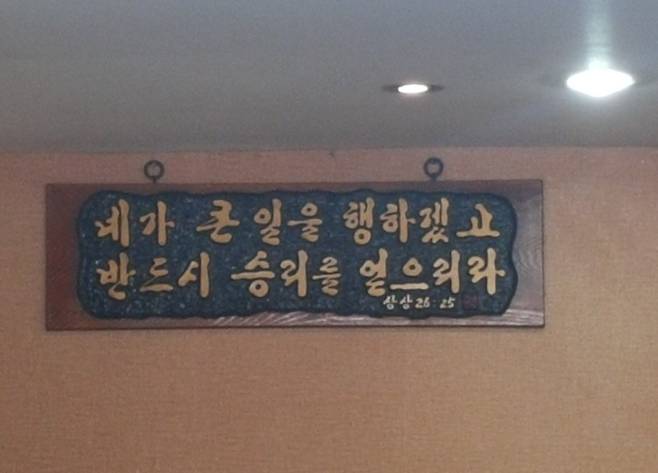 네가 큰 일을 행하겠고
반드시 승리를 얻으리라
삼상 26:25